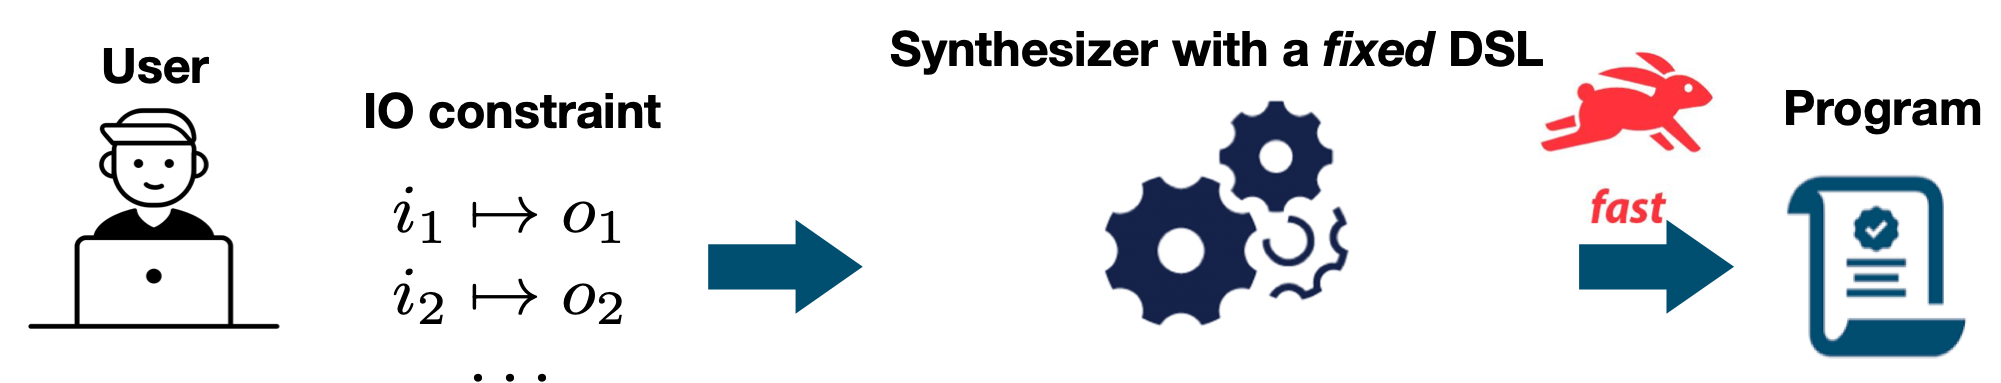 User
IO constraint
i₁ ↦ o₁
i₂ ↦ o₂
...
Synthesizer with a fixed DSL
fast
Program